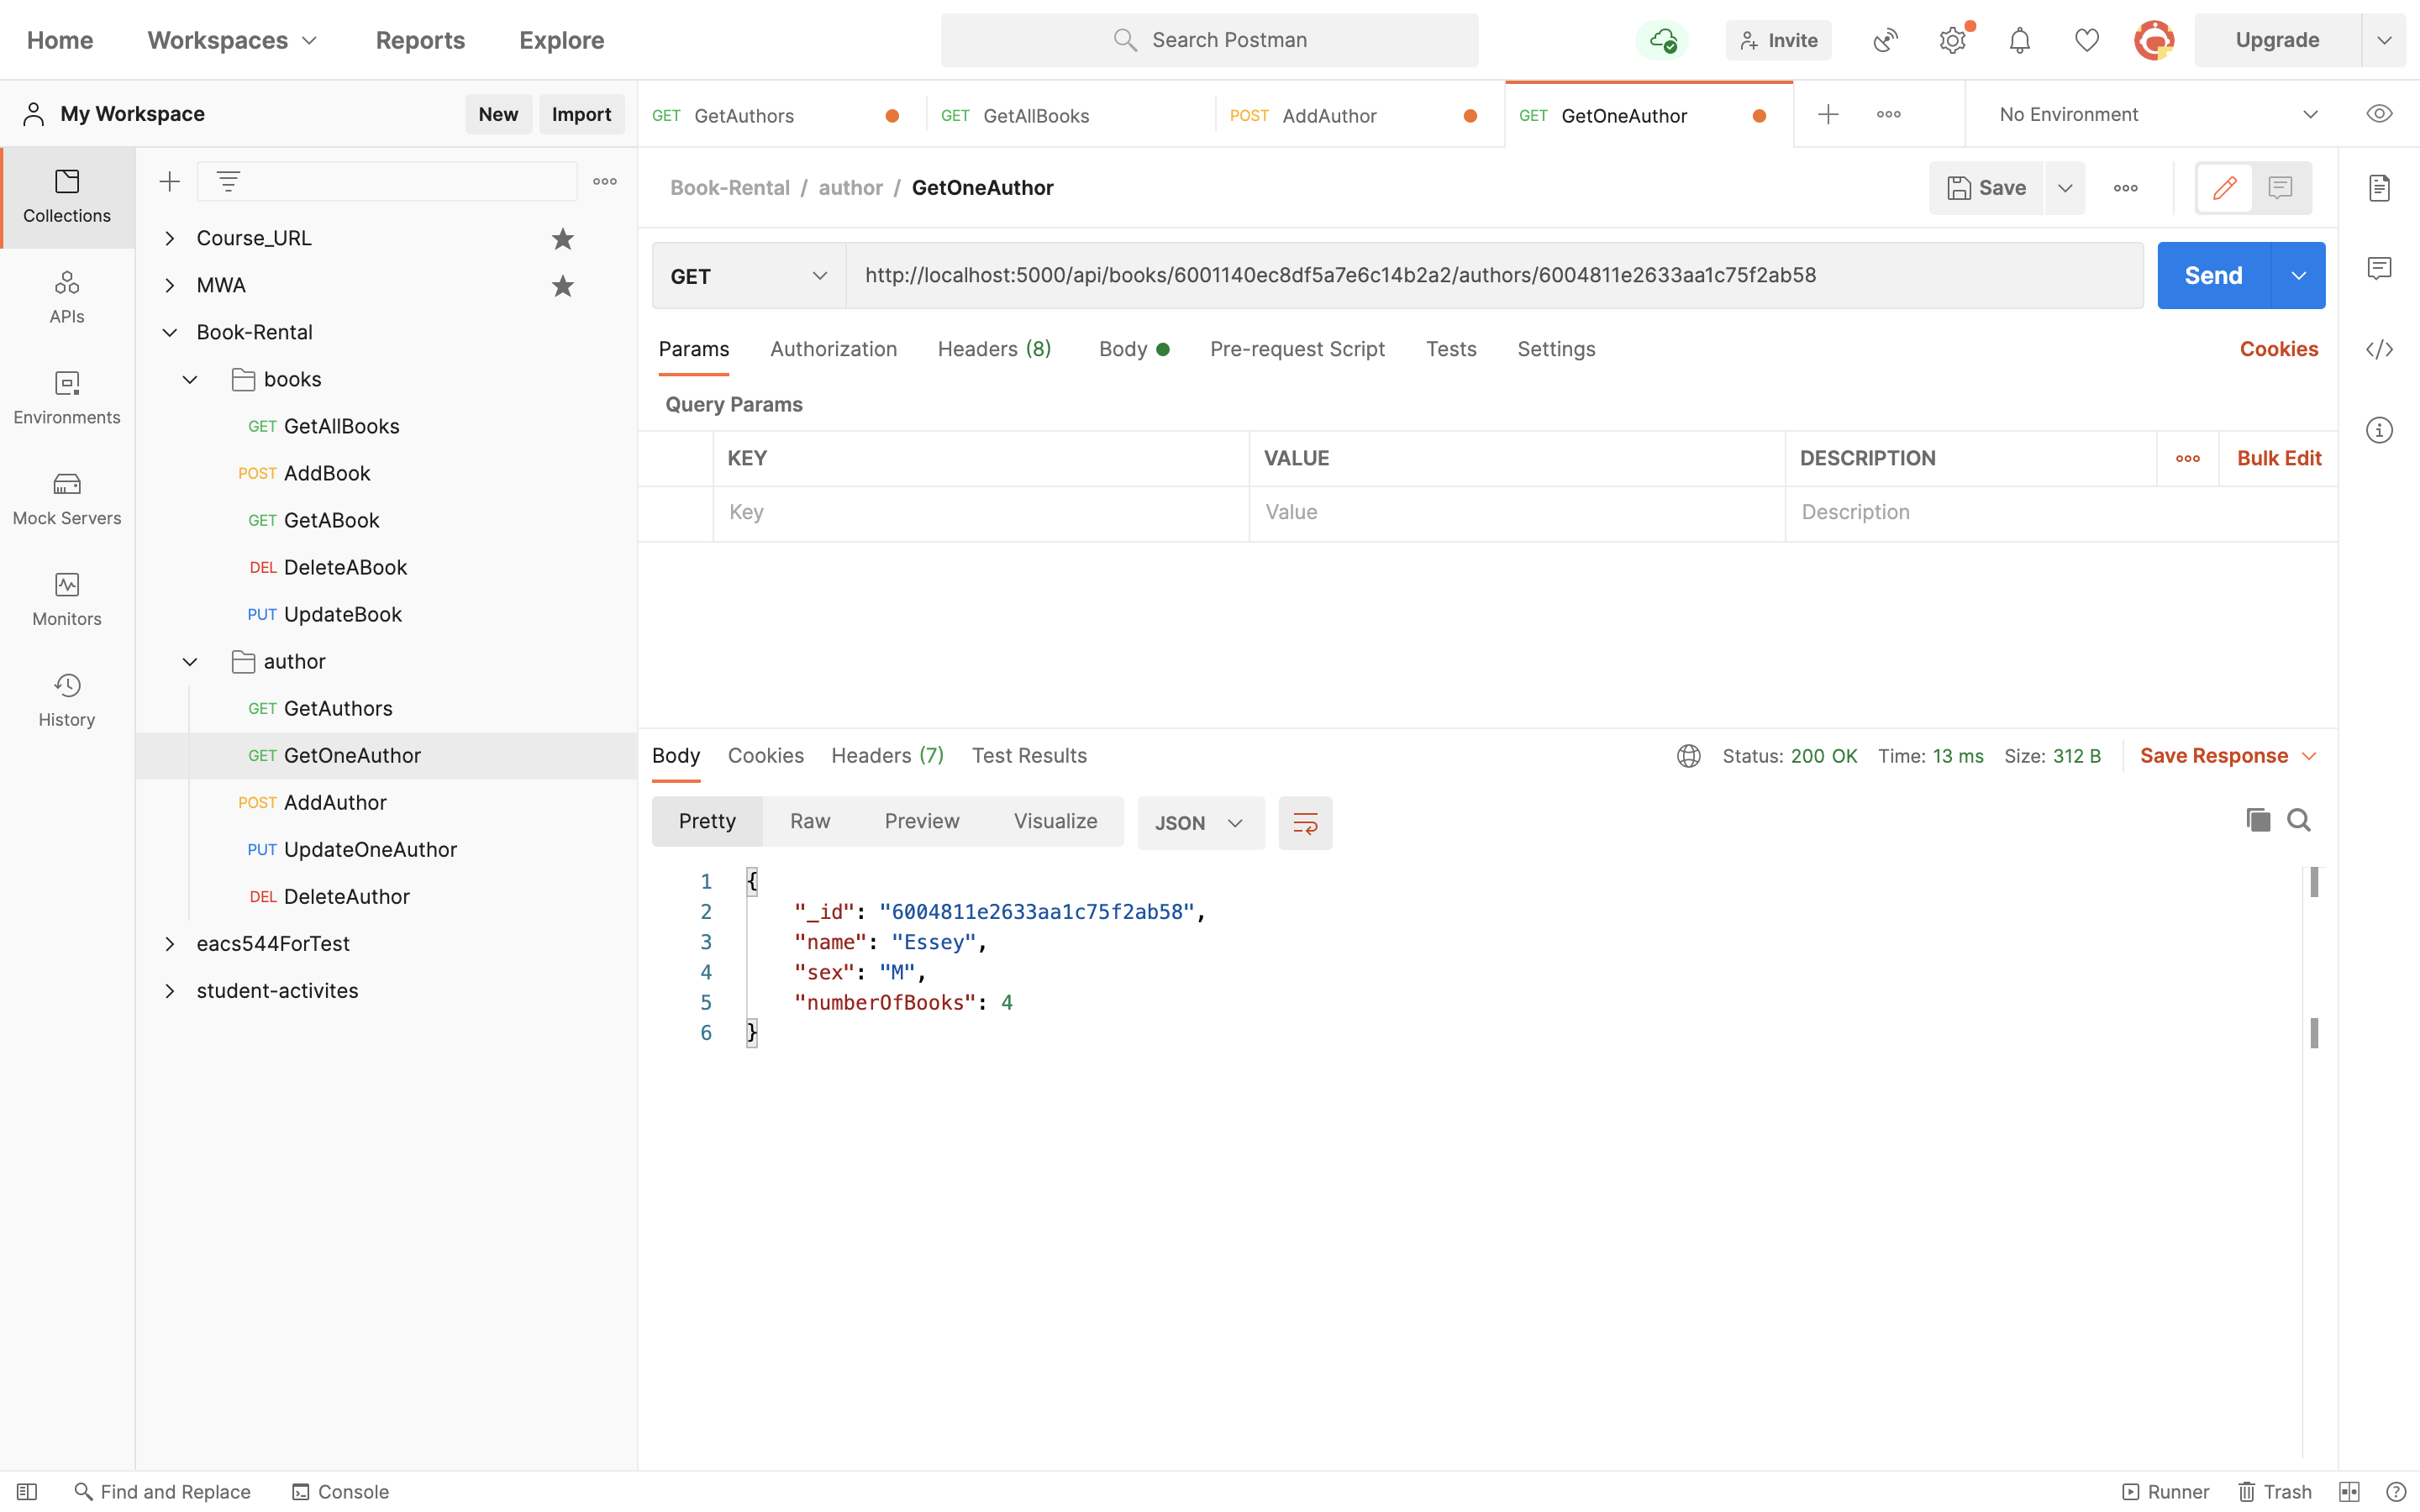 Home Workspaces Reports Explore Search Postman Invite Upgrade
My Workspace New Import GET GetAuthors GET GetAllBooks POST AddAuthor GET GetOneAuthor No Environment
Collections
APIs
Environments
Mock Servers
Monitors
History
Course_URL
MWA
Book-Rental
books
GET GetAllBooks
POST AddBook
GET GetABook
DEL DeleteABook
PUT UpdateBook
author
GET GetAuthors
GET GetOneAuthor
POST AddAuthor
PUT UpdateOneAuthor
DEL DeleteAuthor
eacs544ForTest
student-activites
Book-Rental / author / GetOneAuthor Save
GET http://localhost:5000/api/books/6001140ec8df5a7e6c14b2a2/authors/6004811e2633aa1c75f2ab58 Send
Params Authorization Headers (8) Body Pre-request Script Tests Settings Cookies
Query Params
KEY VALUE DESCRIPTION Bulk Edit
Key Value Description
Body Cookies Headers (7) Test Results Status: 200 OK Time: 13 ms Size: 312 B Save Response
Pretty Raw Preview Visualize JSON
1 {
2 "_id": "6004811e2633aa1c75f2ab58",
3 "name": "Essey",
4 "sex": "M",
5 "numberOfBooks": 4
6 }
Find and Replace Console Runner Trash